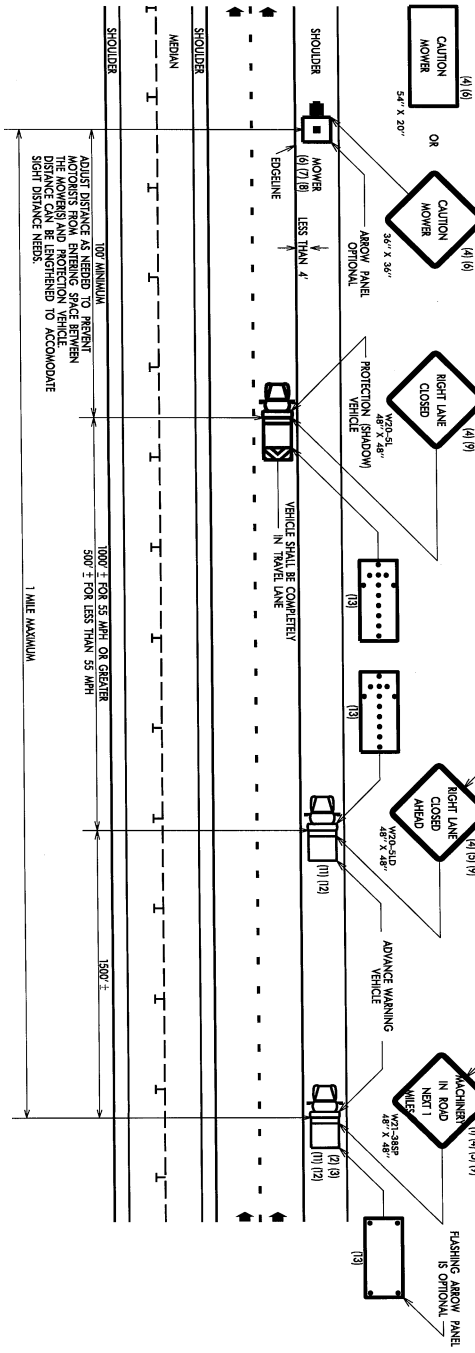 (4) (6)
CAUTION
MOWER
54" X 20"
OR
(4) (6)
CAUTION
MOWER
36" X 36"
(4) (9)
RIGHT LANE
CLOSED
W20-5L
48" X 48"
(13)
(13)
(4) (5) (9)
RIGHT LANE
CLOSED
AHEAD
W20-5LD
48" X 48"
MACHINERY
IN ROAD
NEXT 1
MILES
W21-38SP
48" X 48"
FLASHING ARROW PANEL
IS OPTIONAL
(13)
ARROW PANEL
OPTIONAL
PROTECTION (SHADOW)
VEHICLE
ADVANCE WARNING
VEHICLE
SHOULDER
MOWER
(6) (7) (8)
EDGELINE
LESS THAN 4'
VEHICLE SHALL BE COMPLETELY
IN TRAVEL LANE
(11) (12)
(2) (3)
(11) (12)
SHOULDER
MEDIAN
SHOULDER
100' MINIMUM
ADJUST DISTANCE AS NEEDED TO PREVENT
MOTORISTS FROM ENTERING SPACE BETWEEN
THE MOWER(S) AND PROTECTION VEHICLE.
DISTANCE CAN BE LENGTHENED TO ACCOMODATE
SIGHT DISTANCE NEEDS.
1000' ± FOR 55 MPH OR GREATER
500' ± FOR LESS THAN 55 MPH
1500' ±
1 MILE MAXIMUM